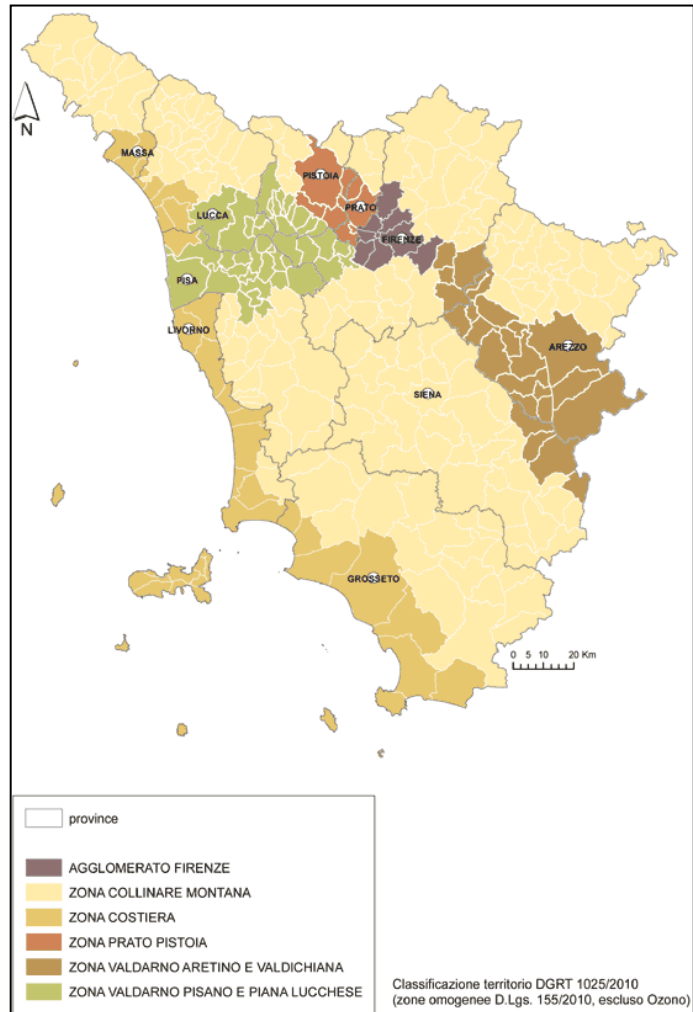 N
MASSA
PISTOIA
PRATO
LUCCA
FIRENZE
PISA
LIVORNO
AREZZO
SIENA
GROSSETO
0 5 10 20 Km
province
AGGLOMERATO FIRENZE
ZONA COLLINARE MONTANA
ZONA COSTIERA
ZONA PRATO PISTOIA
ZONA VALDARNO ARETINO E VALDICHIANA
ZONA VALDARNO PISANO E PIANA LUCCHESE
Classificazione territorio DGRT 1025/2010
(zone omogenee D.Lgs. 155/2010, escluso Ozono)